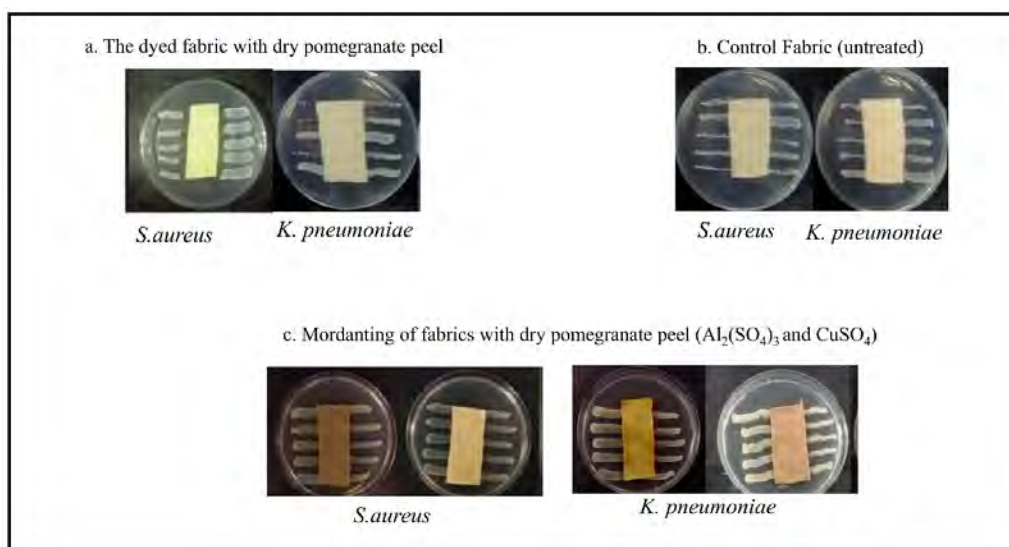 a. The dyed fabric with dry pomegranate peel
b. Control Fabric (untreated)
S.aureus
K. pneumoniae
S.aureus
K. pneumoniae
c. Mordanting of fabrics with dry pomegranate peel (Al₂(SO₄)₃ and CuSO₄)
S.aureus
K. pneumoniae